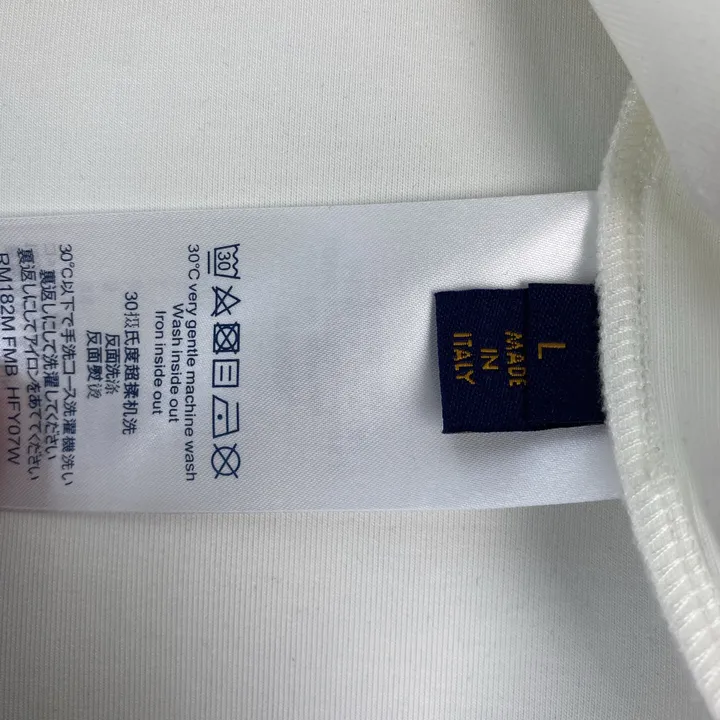 L
MADE
IN
ITALY
30
30°C very gentle machine wash
Wash inside out
Iron inside out
30摄氏度超揉机洗
反面洗涤
反面熨烫
30℃以下で手洗コース洗濯機洗い
裏返しにして洗濯してください
裏返しにしてアイロンをあててください
RM182M FMB HFY07W